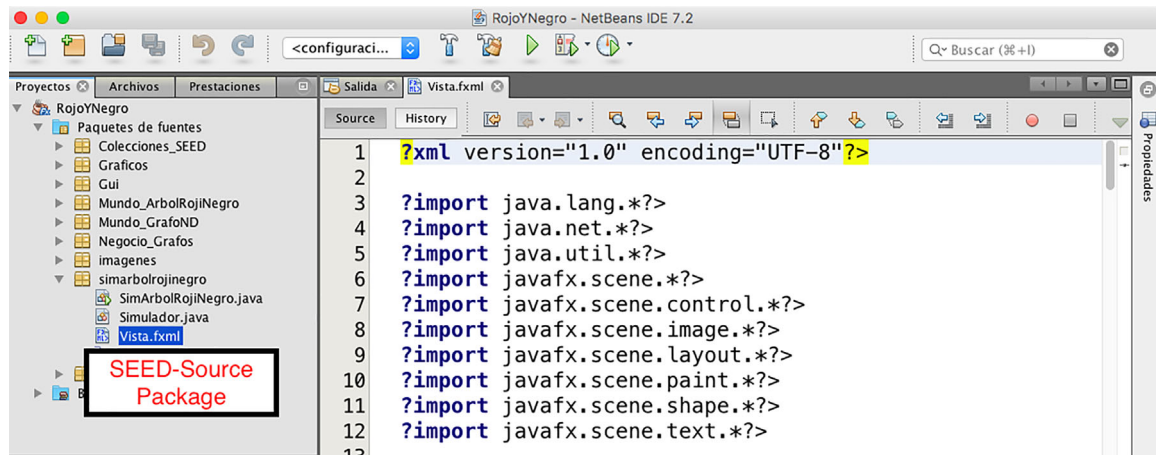 RojoYNegro - NetBeans IDE 7.2
<configuraci...
Buscar (⌘+I)
Proyectos
Archivos
Prestaciones
Salida
Vista.fxml
Source
History
Propiedades
RojoYNegro
Paquetes de fuentes
Colecciones_SEED
Graficos
Gui
Mundo_ArbolRojiNegro
Mundo_GrafoND
Negocio_Grafos
imagenes
simarbolrojinegro
SimArbolRojiNegro.java
Simulador.java
Vista.fxml
SEED-Source
Package
B
1 ?xml version="1.0" encoding="UTF-8"?>
2
3 ?import java.lang.*?>
4 ?import java.net.*?>
5 ?import java.util.*?>
6 ?import javafx.scene.*?>
7 ?import javafx.scene.control.*?>
8 ?import javafx.scene.image.*?>
9 ?import javafx.scene.layout.*?>
10 ?import javafx.scene.paint.*?>
11 ?import javafx.scene.shape.*?>
12 ?import javafx.scene.text.*?>
13